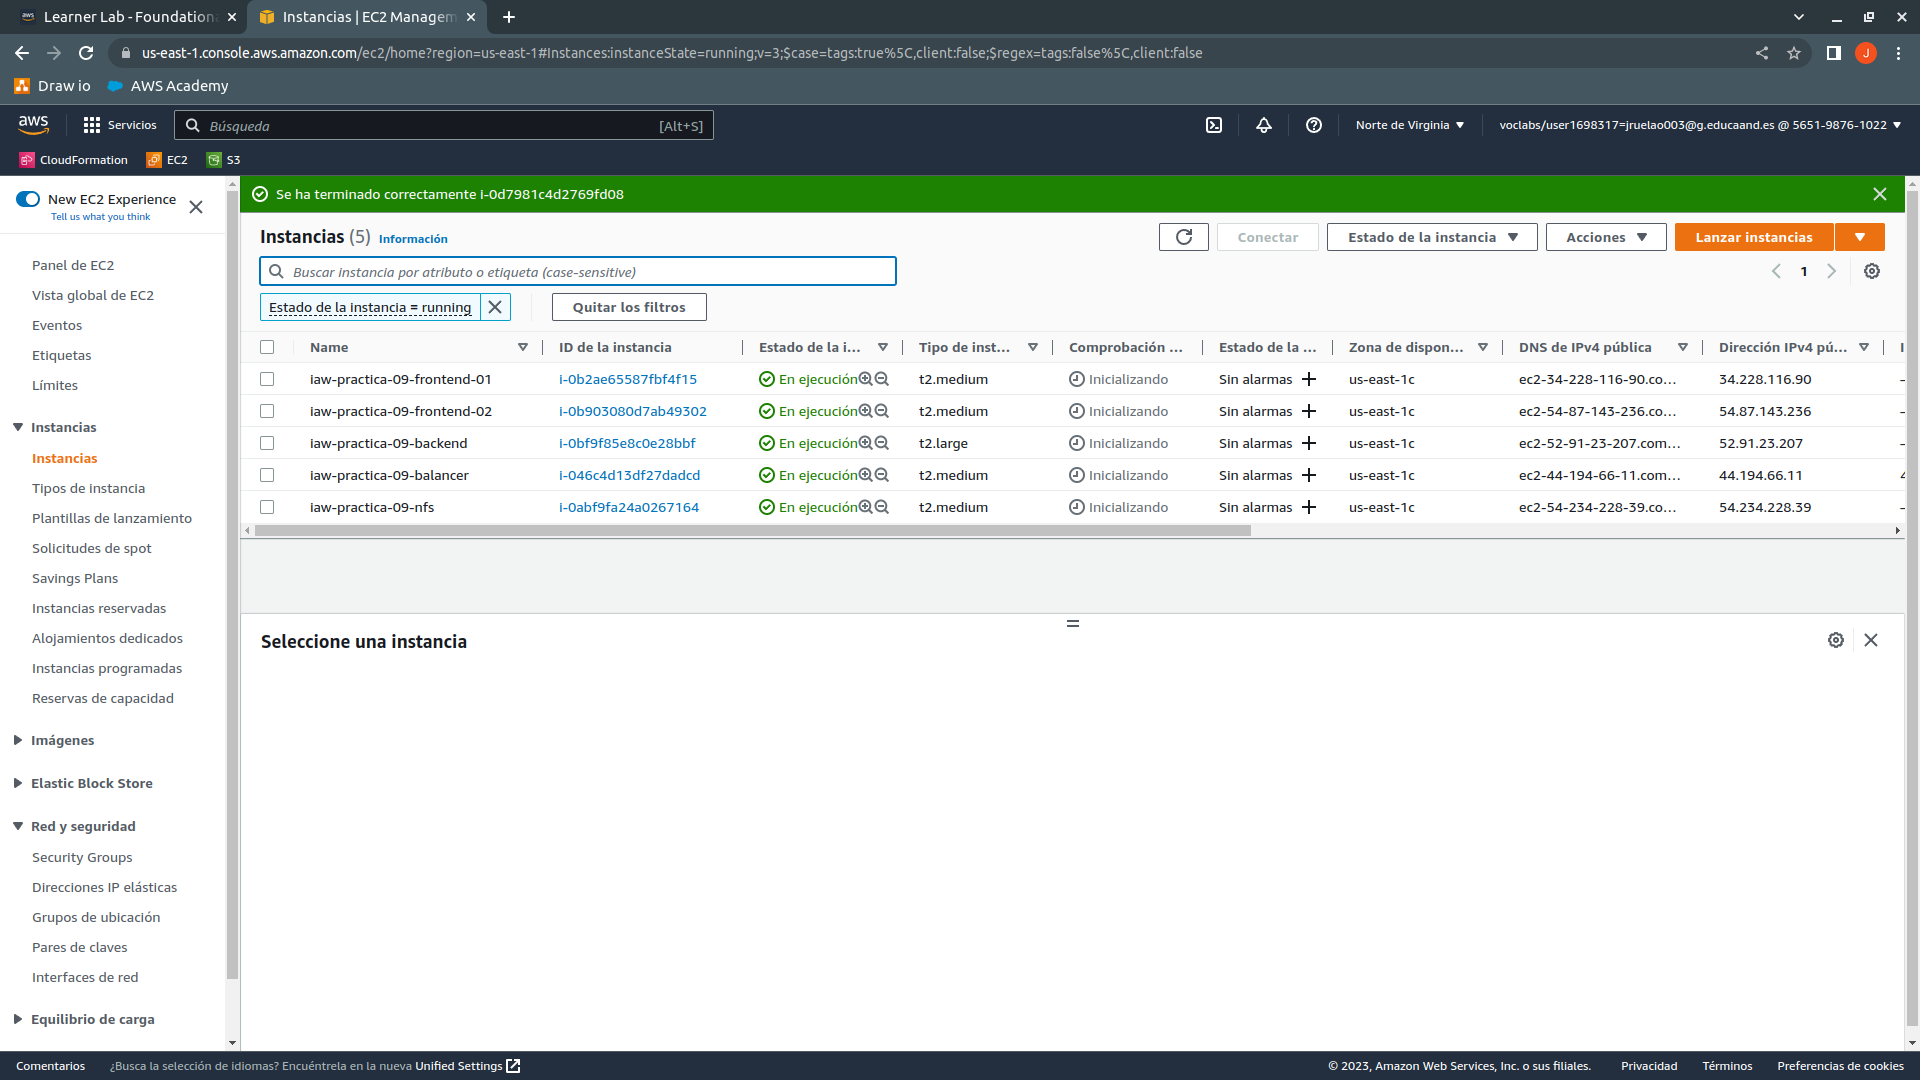 Learner Lab - Foundation
Instancias | EC2 Managem
us-east-1.console.aws.amazon.com/ec2/home?region=us-east-1#Instances:instanceState=running;v=3;$case=tags:true%5C,client:false;$regex=tags:false%5C,client:false
J
Draw io
AWS Academy
aws
Servicios
Búsqueda
[Alt+S]
Norte de Virginia
voclabs/user1698317=jruelao003@g.educaand.es @ 5651-9876-1022
CloudFormation
EC2
S3
New EC2 Experience
Tell us what you think
Panel de EC2
Vista global de EC2
Eventos
Etiquetas
Límites
Instancias
Instancias
Tipos de instancia
Plantillas de lanzamiento
Solicitudes de spot
Savings Plans
Instancias reservadas
Alojamientos dedicados
Instancias programadas
Reservas de capacidad
Imágenes
Elastic Block Store
Red y seguridad
Security Groups
Direcciones IP elásticas
Grupos de ubicación
Pares de claves
Interfaces de red
Equilibrio de carga
Se ha terminado correctamente i-0d7981c4d2769fd08
Instancias (5) Información
Conectar
Estado de la instancia
Acciones
Lanzar instancias
Buscar instancia por atributo o etiqueta (case-sensitive)
1
Estado de la instancia = running
Quitar los filtros
Name ID de la instancia Estado de la i... Tipo de inst... Comprobación ... Estado de la ... Zona de dispon... DNS de IPv4 pública Dirección IPv4 pú...
iaw-practica-09-frontend-01 i-0b2ae65587fbf4f15 En ejecución t2.medium Inicializando Sin alarmas us-east-1c ec2-34-228-116-90.co... 34.228.116.90 –
iaw-practica-09-frontend-02 i-0b903080d7ab49302 En ejecución t2.medium Inicializando Sin alarmas us-east-1c ec2-54-87-143-236.co... 54.87.143.236 –
iaw-practica-09-backend i-0bf9f85e8c0e28bbf En ejecución t2.large Inicializando Sin alarmas us-east-1c ec2-52-91-23-207.com... 52.91.23.207 –
iaw-practica-09-balancer i-046c4d13df27dadcd En ejecución t2.medium Inicializando Sin alarmas us-east-1c ec2-44-194-66-11.com... 44.194.66.11
iaw-practica-09-nfs i-0abf9fa24a0267164 En ejecución t2.medium Inicializando Sin alarmas us-east-1c ec2-54-234-228-39.co... 54.234.228.39 –
Seleccione una instancia
Comentarios
¿Busca la selección de idiomas? Encuéntrela en la nueva Unified Settings
© 2023, Amazon Web Services, Inc. o sus filiales.
Privacidad
Términos
Preferencias de cookies